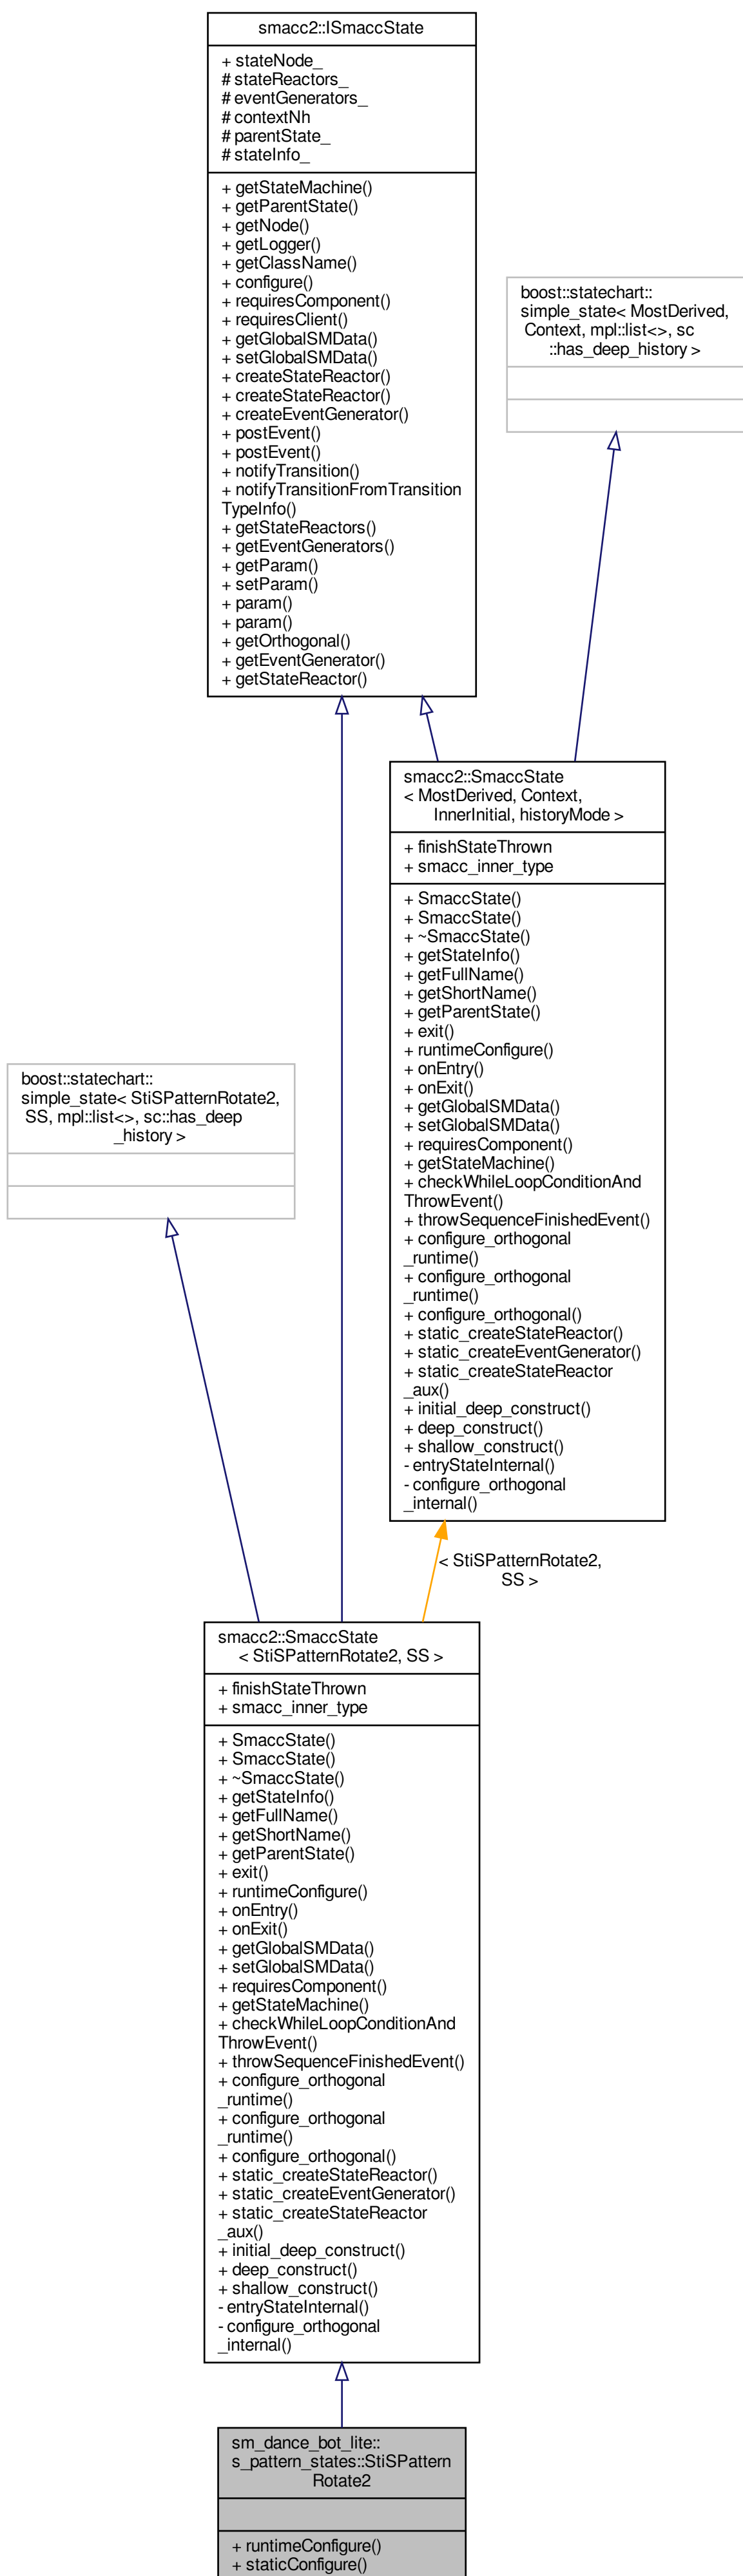 smacc2::ISmaccState
+ stateNode_
# stateReactors_
# eventGenerators_
# contextNh
# parentState_
# stateInfo_
+ getStateMachine()
+ getParentState()
+ getNode()
+ getLogger()
+ getClassName()
+ configure()
+ requiresComponent()
+ requiresClient()
+ getGlobalSMData()
+ setGlobalSMData()
+ createStateReactor()
+ createStateReactor()
+ createEventGenerator()
+ postEvent()
+ postEvent()
+ notifyTransition()
+ notifyTransitionFromTransition
TypeInfo()
+ getStateReactors()
+ getEventGenerators()
+ getParam()
+ setParam()
+ param()
+ param()
+ getOrthogonal()
+ getEventGenerator()
+ getStateReactor()
boost::statechart::
simple_state< MostDerived,
Context, mpl::list<>, sc
::has_deep_history >
smacc2::SmaccState
< MostDerived, Context,
InnerInitial, historyMode >
+ finishStateThrown
+ smacc_inner_type
+ SmaccState()
+ SmaccState()
+ ~SmaccState()
+ getStateInfo()
+ getFullName()
+ getShortName()
+ getParentState()
+ exit()
+ runtimeConfigure()
+ onEntry()
+ onExit()
+ getGlobalSMData()
+ setGlobalSMData()
+ requiresComponent()
+ getStateMachine()
+ checkWhileLoopConditionAnd
ThrowEvent()
+ throwSequenceFinishedEvent()
+ configure_orthogonal
_runtime()
+ configure_orthogonal
_runtime()
+ configure_orthogonal()
+ static_createStateReactor()
+ static_createEventGenerator()
+ static_createStateReactor
_aux()
+ initial_deep_construct()
+ deep_construct()
+ shallow_construct()
- entryStateInternal()
- configure_orthogonal
_internal()
boost::statechart::
simple_state< StiSPatternRotate2,
SS, mpl::list<>, sc::has_deep
_history >
< StiSPatternRotate2,
SS >
smacc2::SmaccState
< StiSPatternRotate2, SS >
+ finishStateThrown
+ smacc_inner_type
+ SmaccState()
+ SmaccState()
+ ~SmaccState()
+ getStateInfo()
+ getFullName()
+ getShortName()
+ getParentState()
+ exit()
+ runtimeConfigure()
+ onEntry()
+ onExit()
+ getGlobalSMData()
+ setGlobalSMData()
+ requiresComponent()
+ getStateMachine()
+ checkWhileLoopConditionAnd
ThrowEvent()
+ throwSequenceFinishedEvent()
+ configure_orthogonal
_runtime()
+ configure_orthogonal
_runtime()
+ configure_orthogonal()
+ static_createStateReactor()
+ static_createEventGenerator()
+ static_createStateReactor
_aux()
+ initial_deep_construct()
+ deep_construct()
+ shallow_construct()
- entryStateInternal()
- configure_orthogonal
_internal()
sm_dance_bot_lite::
s_pattern_states::StiSPattern
Rotate2
+ runtimeConfigure()
+ staticConfigure()